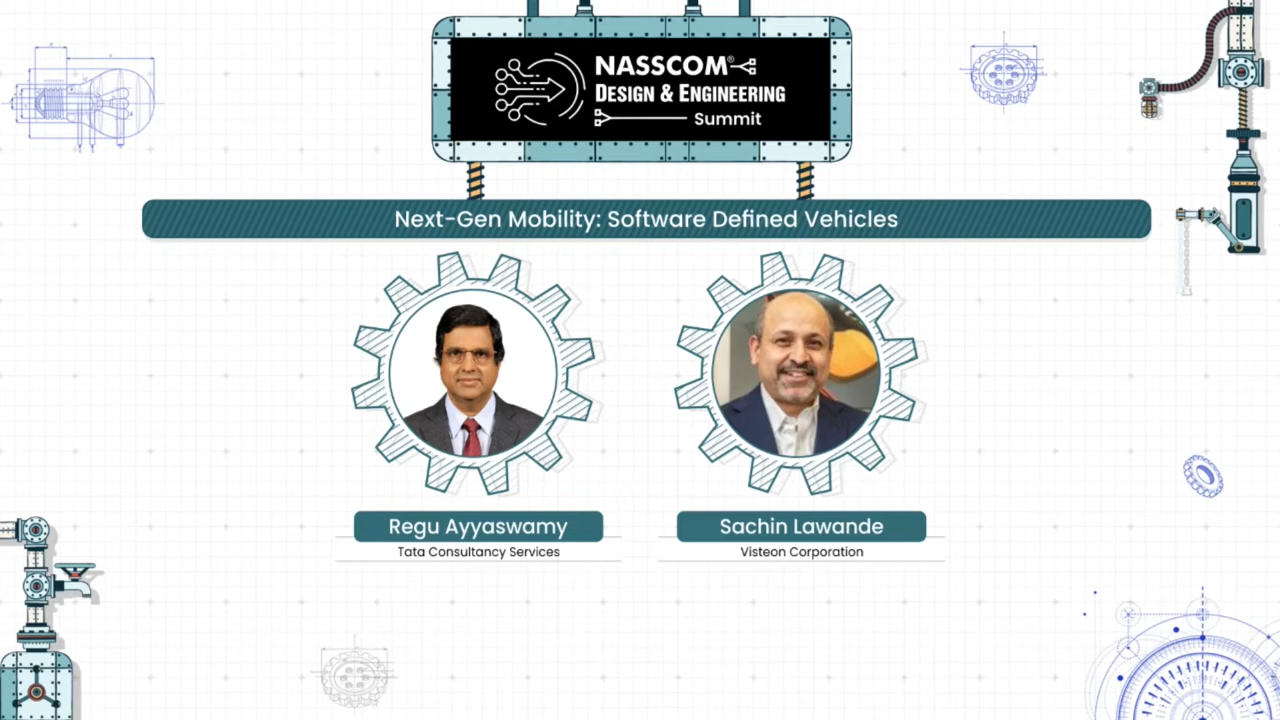 NASSCOM®
DESIGN & ENGINEERING
Summit
Next-Gen Mobility: Software Defined Vehicles
Regu Ayyaswamy
Tata Consultancy Services
Sachin Lawande
Visteon Corporation